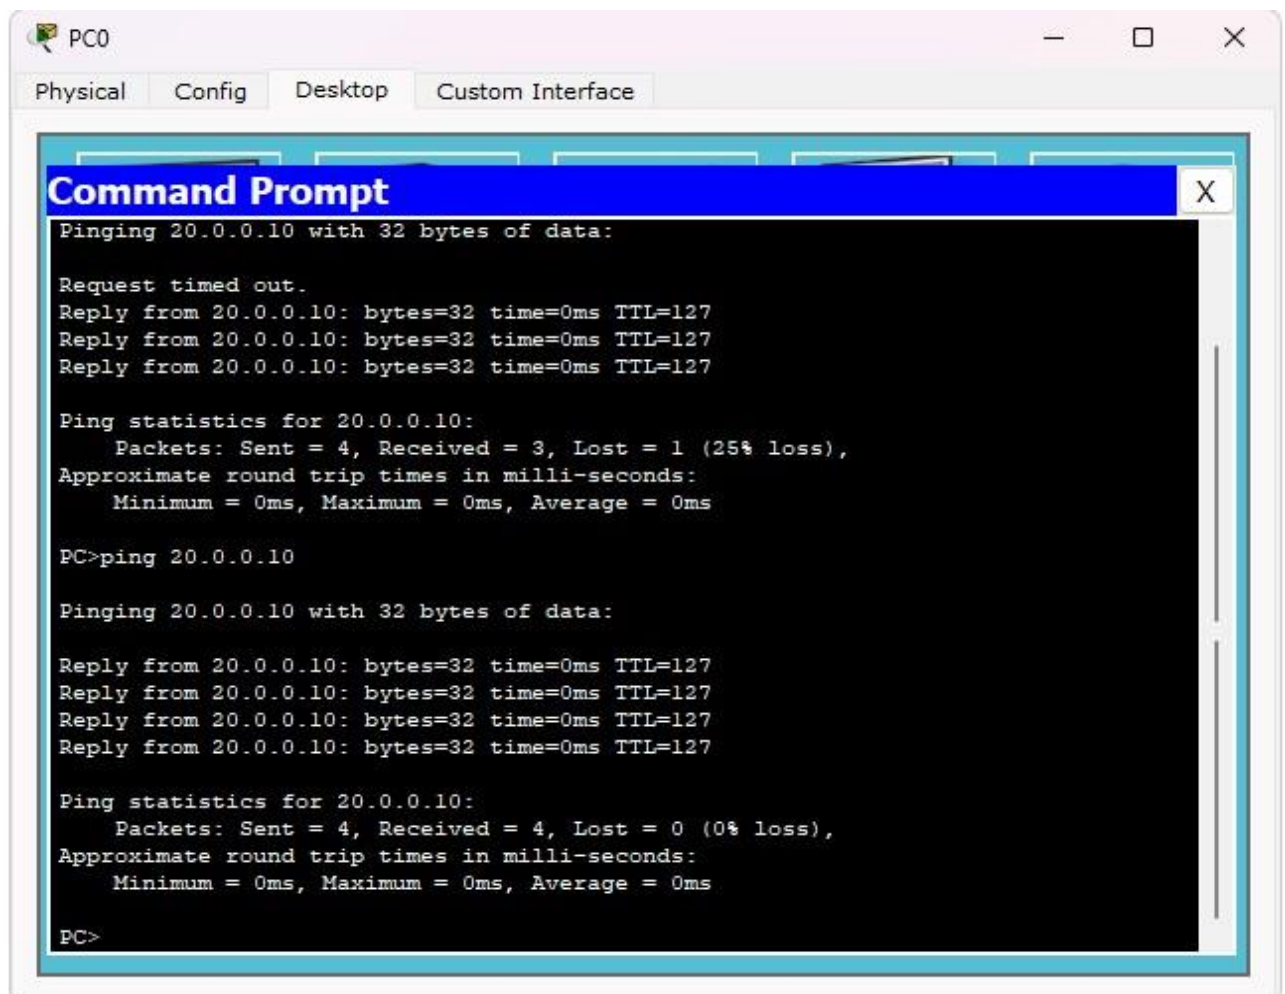 PC0
Physical Config Desktop Custom Interface
Command Prompt X
Pinging 20.0.0.10 with 32 bytes of data:
Request timed out.
Reply from 20.0.0.10: bytes=32 time=0ms TTL=127
Reply from 20.0.0.10: bytes=32 time=0ms TTL=127
Reply from 20.0.0.10: bytes=32 time=0ms TTL=127
Ping statistics for 20.0.0.10:
Packets: Sent = 4, Received = 3, Lost = 1 (25% loss),
Approximate round trip times in milli-seconds:
Minimum = 0ms, Maximum = 0ms, Average = 0ms
PC>ping 20.0.0.10
Pinging 20.0.0.10 with 32 bytes of data:
Reply from 20.0.0.10: bytes=32 time=0ms TTL=127
Reply from 20.0.0.10: bytes=32 time=0ms TTL=127
Reply from 20.0.0.10: bytes=32 time=0ms TTL=127
Reply from 20.0.0.10: bytes=32 time=0ms TTL=127
Ping statistics for 20.0.0.10:
Packets: Sent = 4, Received = 4, Lost = 0 (0% loss),
Approximate round trip times in milli-seconds:
Minimum = 0ms, Maximum = 0ms, Average = 0ms
PC>